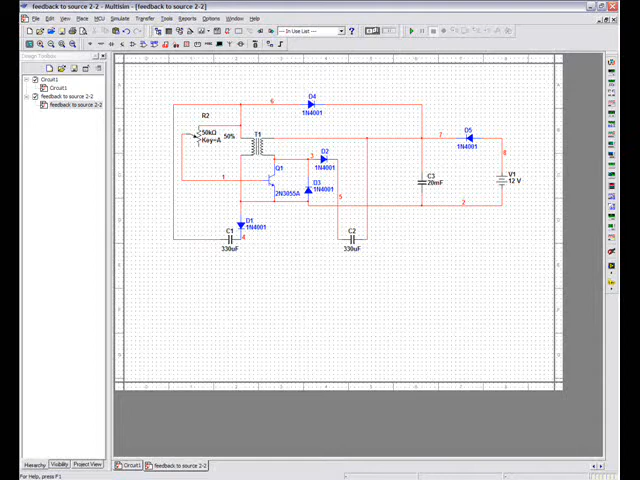 feedback to source 2-2 - Multisim - [feedback to source 2-2]
File Edit View Place MCU Simulate Transfer Tools Reports Options Window Help
--- In Use List ---
Design Toolbox
Circuit1
Circuit1
feedback to source 2-2
feedback to source 2-2
6
D4
1N4001
R2
50kΩ
Key=A
50%
T1
7
D5
1N4001
8
V1
12 V
3
D2
1N4001
Q1
2N3055A
D3
1N4001
1
C3
20mF
5
2
D1
1N4001
4
C1
330uF
C2
330uF
Hierarchy Visibility Project View
Circuit1 feedback to source 2-2
For Help, press F1